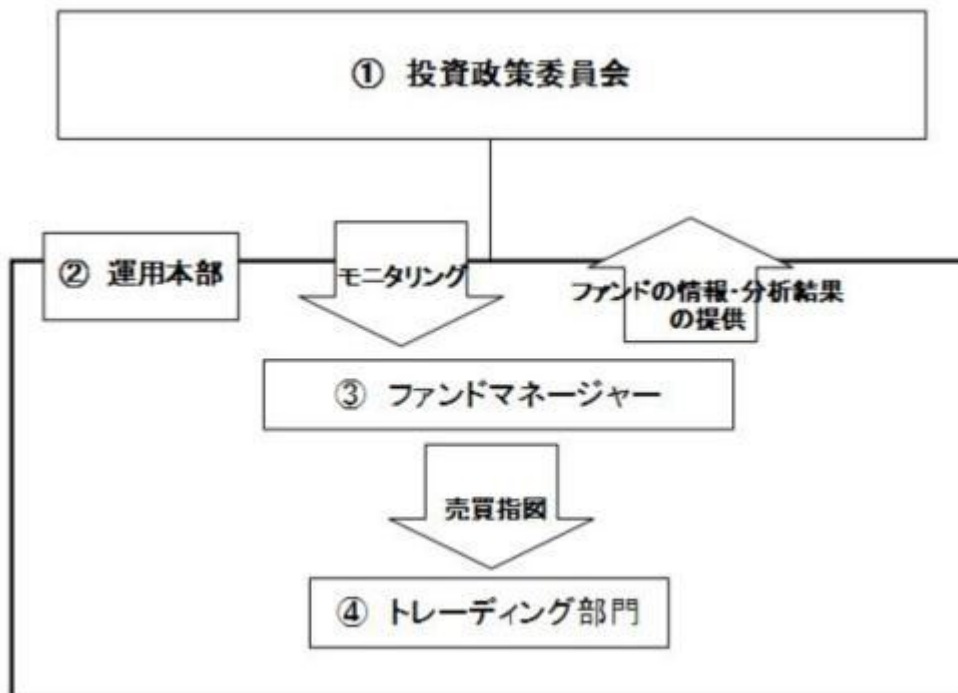 ① 投資政策委員会
② 運用本部
モニタリング
ファンドの情報・分析結果
の提供
③ ファンドマネージャー
売買指図
④ トレーディング部門